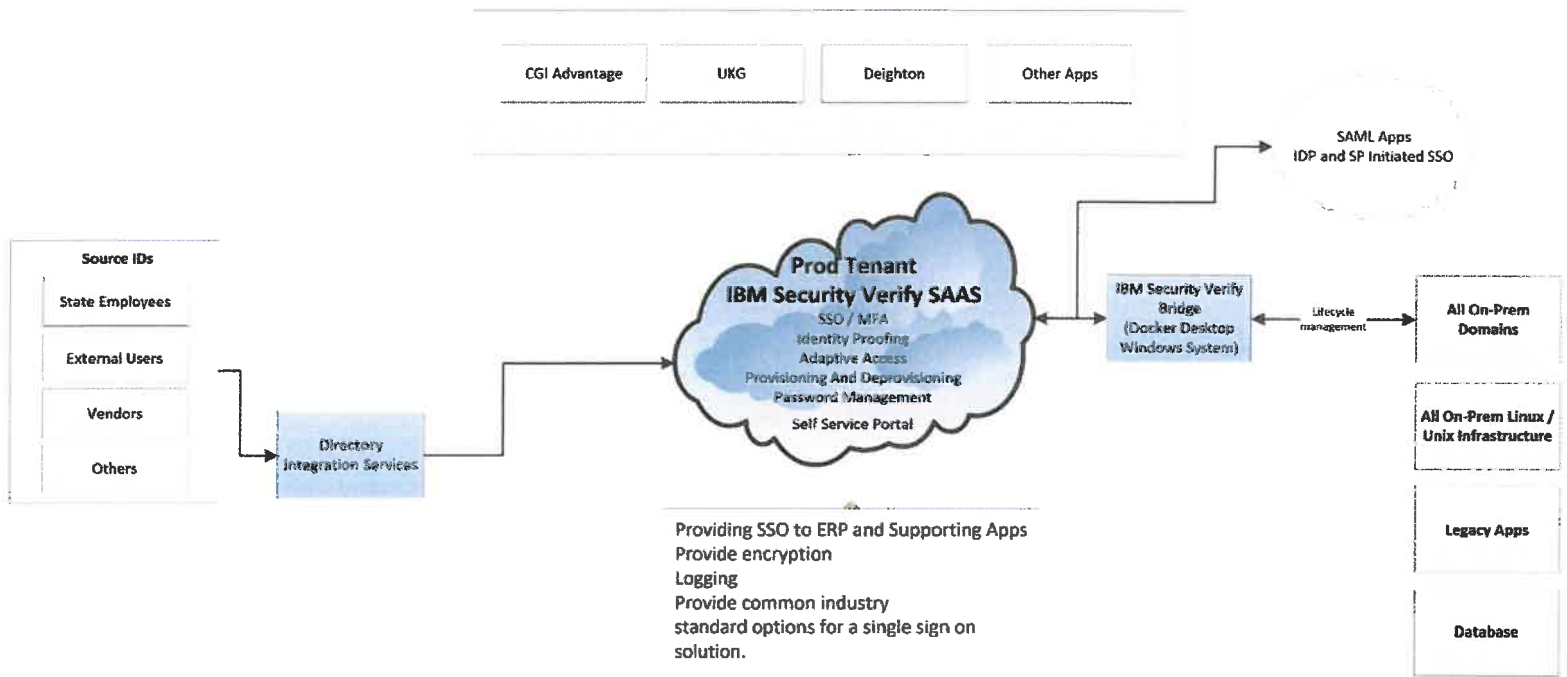 CGI Advantage
UKG
Deighton
Other Apps
SAML Apps
IDP and SP Initiated SSO
Source IDs
State Employees
External Users
Vendors
Others
Directory
Integration Services
Prod Tenant
IBM Security Verify SAAS
SSO / MFA
Identity Proofing
Adaptive Access
Provisioning And Deprovisioning
Password Management
Self Service Portal
IBM Security Verify
Bridge
(Docker Desktop
Windows System)
Lifecycle
management
All On-Prem
Domains
All On-Prem Linux /
Unix Infrastructure
Legacy Apps
Database
Providing SSO to ERP and Supporting Apps
Provide encryption
Logging
Provide common industry
standard options for a single sign on
solution.